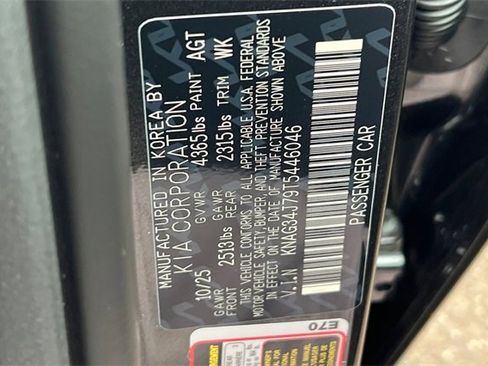 MANUFACTURED IN KOREA BY
KIA CORPORATION
10/25 GVWR 4365lbs PAINT AGT
GAWR FRONT 2513lbs GAWR REAR 2315lbs TRIM WK
THIS VEHICLE CONFORMS TO ALL APPLICABLE U.S.A. FEDERAL
MOTOR VEHICLE SAFETY, BUMPER, AND THEFT PREVENTION STANDARDS
IN EFFECT ON THE DATE OF MANUFACTURE SHOWN ABOVE
V.I.N KNAG34J79T5446046
PASSENGER CAR
E70